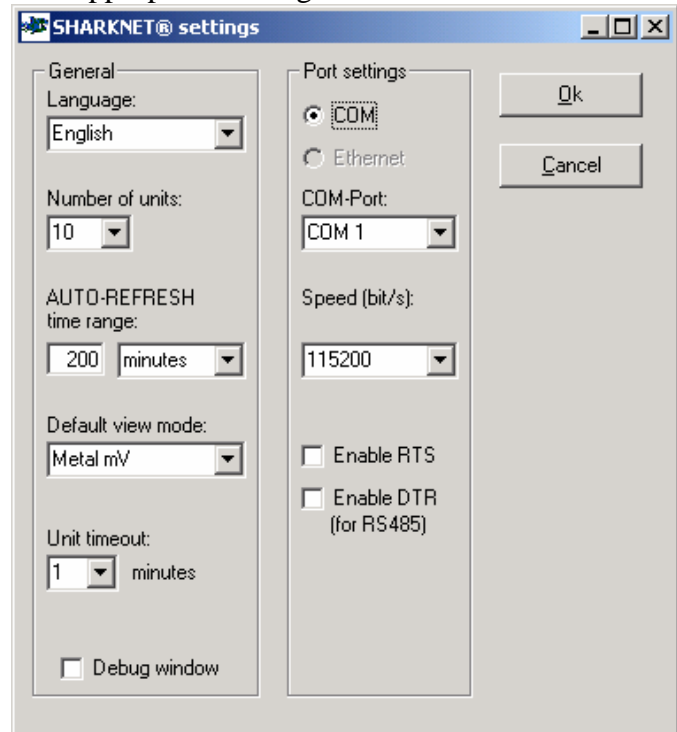 SHARKNET® settings
General
Language:
English
Number of units:
10
AUTO-REFRESH
time range:
200 minutes
Default view mode:
Metal mV
Unit timeout:
1 minutes
Debug window
Port settings
COM
Ethernet
COM-Port:
COM 1
Speed (bit/s):
115200
Enable RTS
Enable DTR
(for RS485)
Ok
Cancel